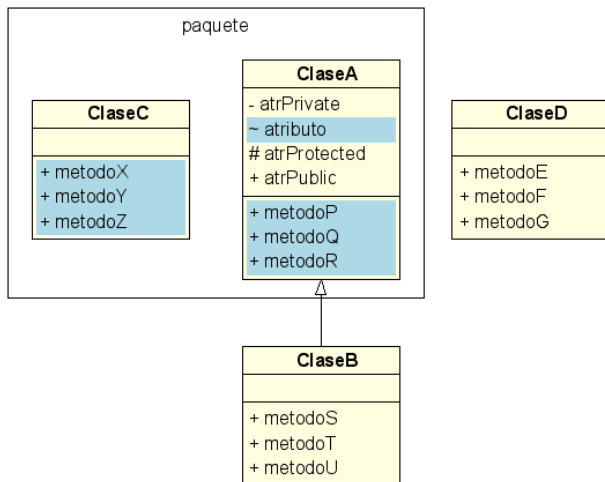 paquete
ClaseC
+ metodoX
+ metodoY
+ metodoZ
ClaseA
- atrPrivate
~ atributo
# atrProtected
+ atrPublic
+ metodoP
+ metodoQ
+ metodoR
ClaseD
+ metodoE
+ metodoF
+ metodoG
ClaseB
+ metodoS
+ metodoT
+ metodoU